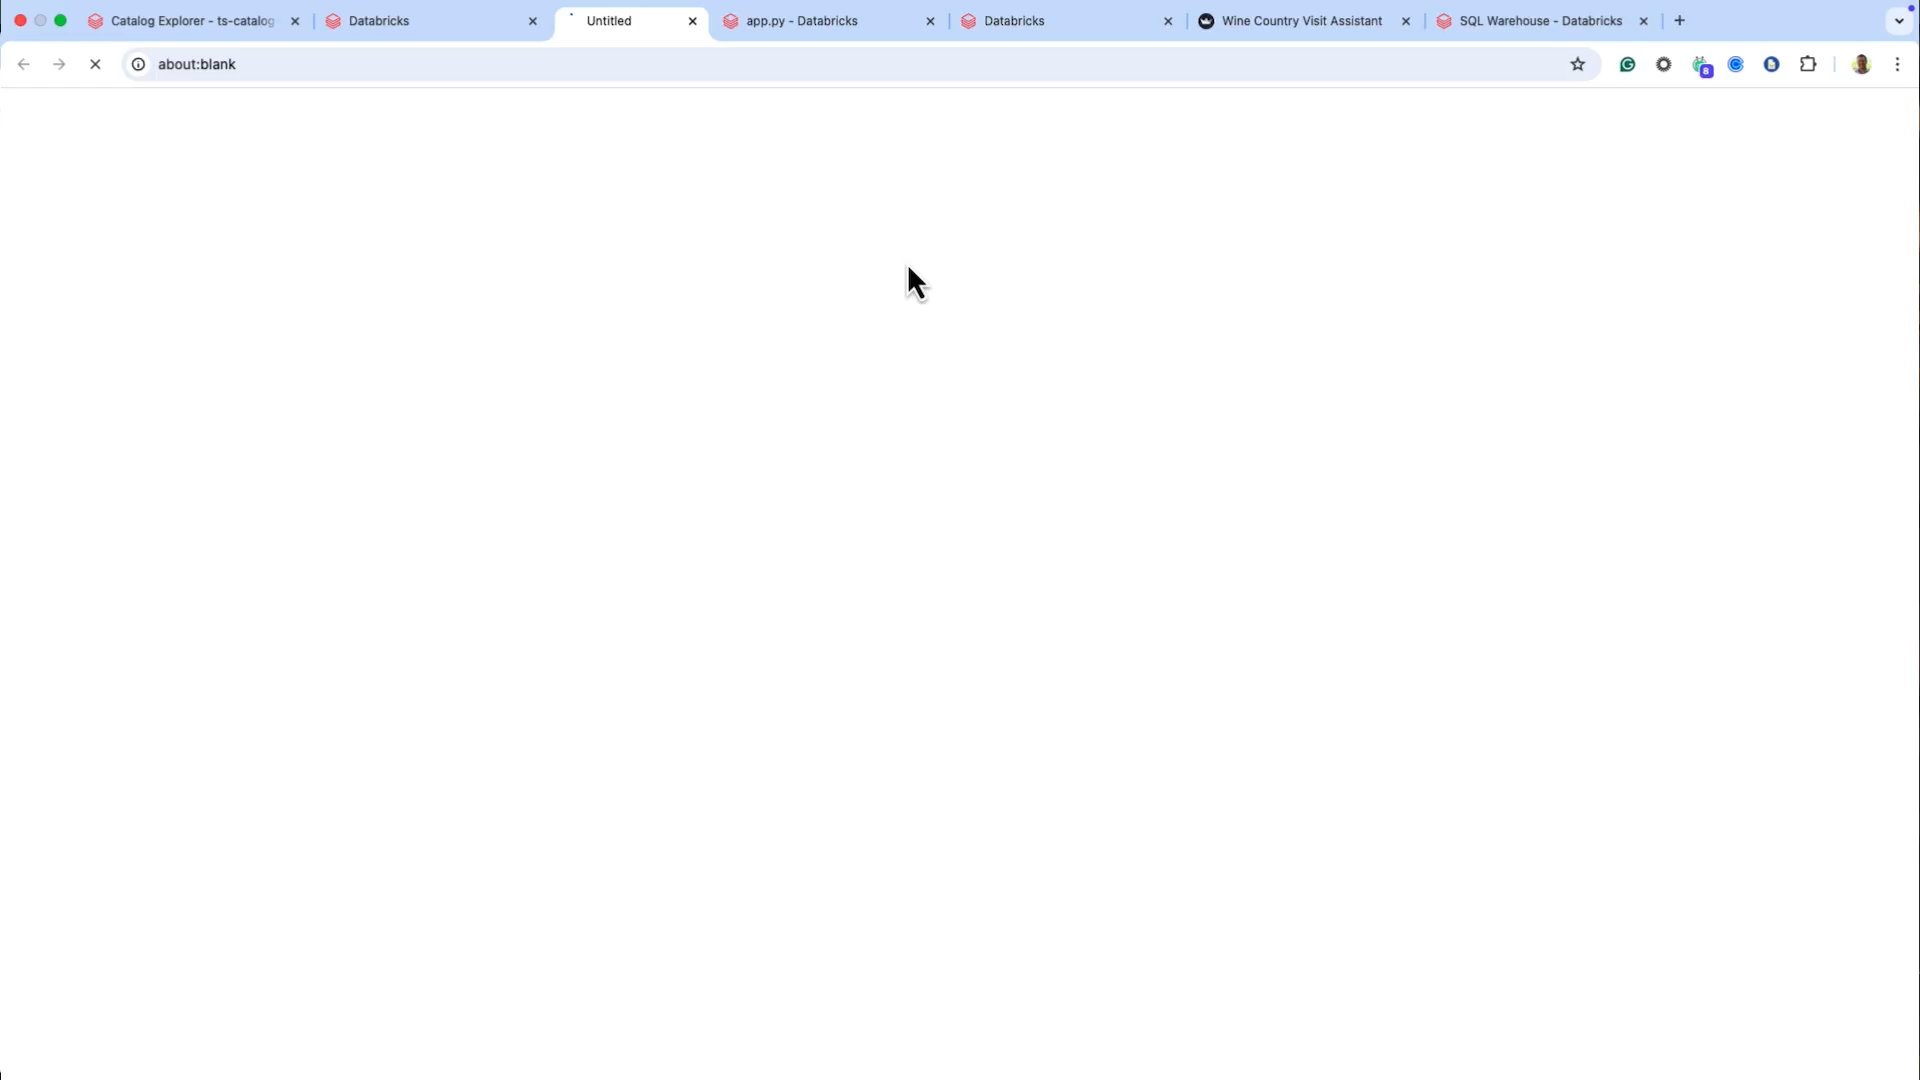 Catalog Explorer - ts-catalog
Databricks
Untitled
app.py - Databricks
Databricks
Wine Country Visit Assistant
SQL Warehouse - Databricks
about:blank
8